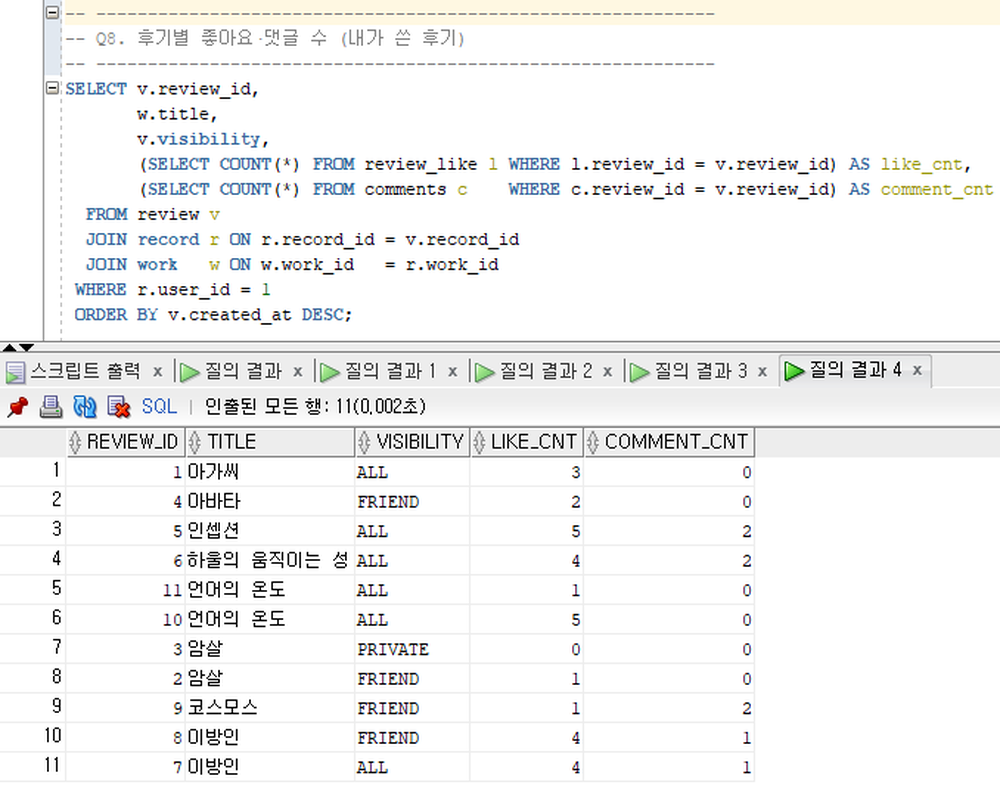 -- ------------------------------------------------------------
-- Q8. 후기별 좋아요·댓글 수 (내가 쓴 후기)
-- ------------------------------------------------------------
SELECT v.review_id,
       w.title,
       v.visibility,
       (SELECT COUNT(*) FROM review_like l WHERE l.review_id = v.review_id) AS like_cnt,
       (SELECT COUNT(*) FROM comments c    WHERE c.review_id = v.review_id) AS comment_cnt
  FROM review v
  JOIN record r ON r.record_id = v.record_id
  JOIN work   w ON w.work_id   = r.work_id
 WHERE r.user_id = 1
 ORDER BY v.created_at DESC;
스크립트 출력 x 질의 결과 x 질의 결과 1 x 질의 결과 2 x 질의 결과 3 x 질의 결과 4 x
SQL | 인출된 모든 행: 11(0.002초)
REVIEW_ID TITLE VISIBILITY LIKE_CNT COMMENT_CNT
1 1 아가씨 ALL 3 0
2 4 아바타 FRIEND 2 0
3 5 인셉션 ALL 5 2
4 6 하울의 움직이는 성 ALL 4 2
5 11 언어의 온도 ALL 1 0
6 10 언어의 온도 ALL 5 0
7 3 암살 PRIVATE 0 0
8 2 암살 FRIEND 1 0
9 9 코스모스 FRIEND 1 2
10 8 이방인 FRIEND 4 1
11 7 이방인 ALL 4 1